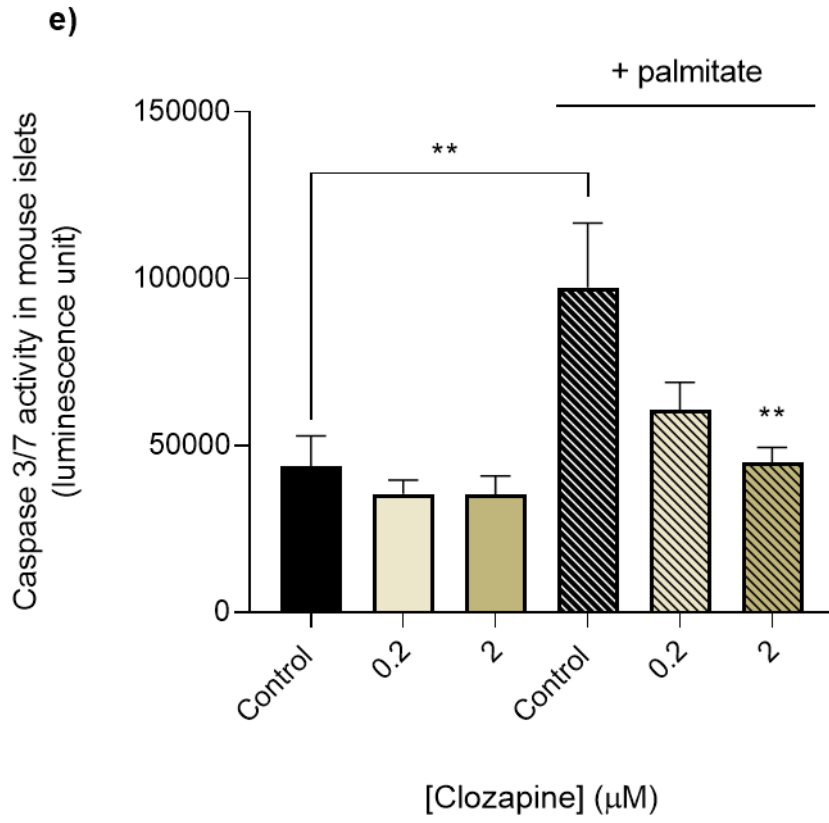 e)
+ palmitate
Caspase 3/7 activity in mouse islets
(luminescence unit)
150000
100000
50000
0
**
**
Control
0.2
2
Control
0.2
2
[Clozapine] (μM)